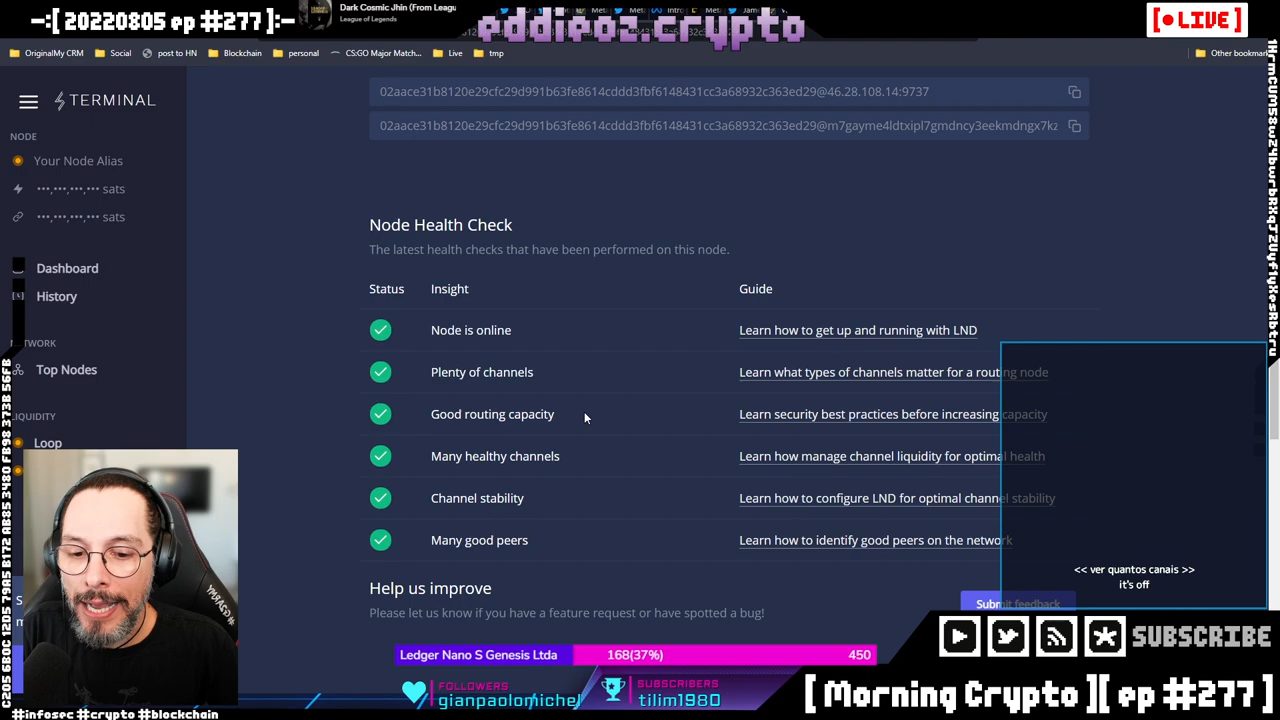 -:[ 20220805 ep #277 ]:-
Dark Cosmic Jhin (From Leagu
League of Legends
eddieoz.crypto
[●LIVE]
OriginalMy CRM
Social
post to HN
Blockchain
personal
CS:GO Major Match...
Live
tmp
Other bookmar
TERMINAL
02aace31b8120e29cfc29d991b63fe8614cddd3fbf6148431cc3a68932c363ed29@46.28.108.14:9737
02aace31b8120e29cfc29d991b63fe8614cddd3fbf6148431cc3a68932c363ed29@m7gayme4ldtxipl7gmdncy3eekmdngx7kz
NODE
Your Node Alias
•••,•••,•••,••• sats
•••,•••,•••,••• sats
Dashboard
History
ETWORK
Top Nodes
IQUIDITY
Loop
Node Health Check
The latest health checks that have been performed on this node.
Status Insight Guide
Node is online Learn how to get up and running with LND
Plenty of channels Learn what types of channels matter for a routing node
Good routing capacity Learn security best practices before increasing capacity
Many healthy channels Learn how manage channel liquidity for optimal health
Channel stability Learn how to configure LND for optimal channel stability
Many good peers Learn how to identify good peers on the network
Help us improve
Please let us know if you have a feature request or have spotted a bug!
Submit feedback
<< ver quantos canais >>
it's off
Ledger Nano S Genesis Ltda 168(37%) 450
FOLLOWERS
gianpaolomichel
SUBSCRIBERS
tilim1980
SUBSCRIBE
[ Morning Crypto ][ ep #277 ]
#infosec #crypto #blockchain